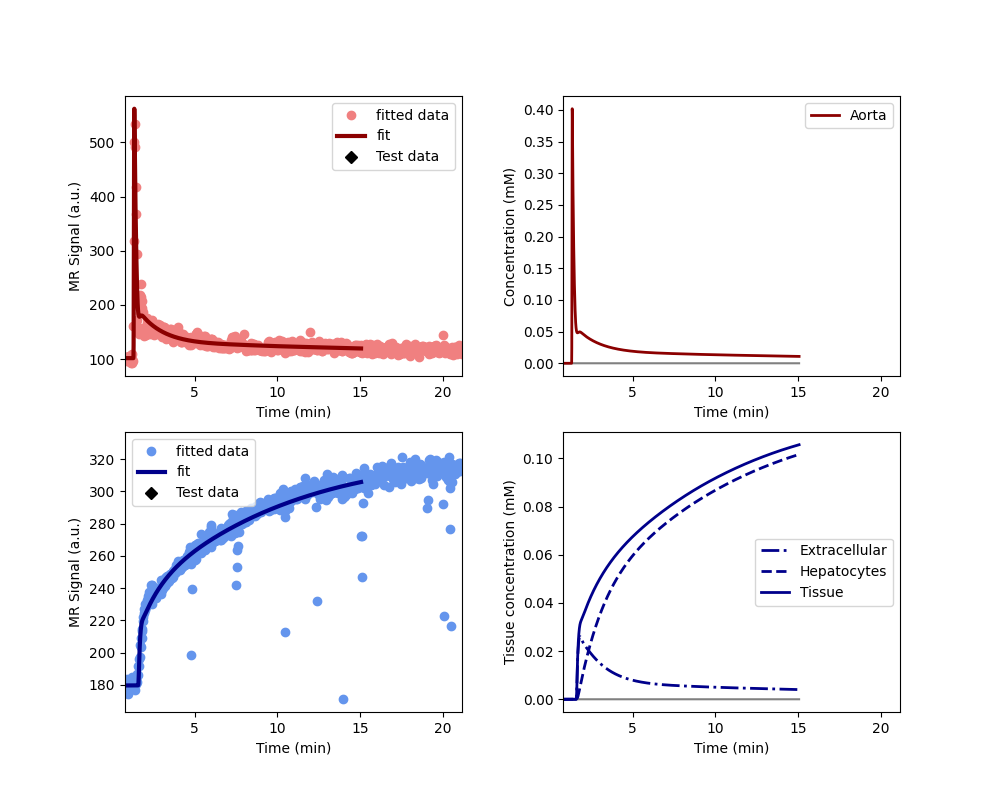 MR Signal (a.u.)
500
400
300
200
100
fitted data
fit
Test data
5 10 15 20
Time (min)
Concentration (mM)
0.40
0.35
0.30
0.25
0.20
0.15
0.10
0.05
0.00
Aorta
5 10 15 20
Time (min)
MR Signal (a.u.)
320
300
280
260
240
220
200
180
fitted data
fit
Test data
5 10 15 20
Time (min)
Tissue concentration (mM)
0.10
0.08
0.06
0.04
0.02
0.00
Extracellular
Hepatocytes
Tissue
5 10 15 20
Time (min)